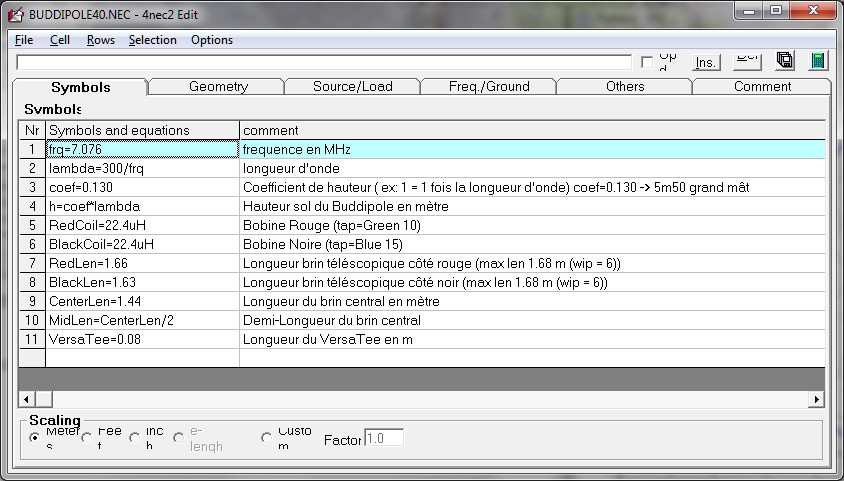 BUDDIPOLE40.NEC - 4nec2 Edit
File Cell Rows Selection Options
Ins.
Symbols Geometry Source/Load Freq./Ground Others Comment
Symbols
Nr Symbols and equations comment
1 frq=7.076 frequence en MHz
2 lambda=300/frq longueur d'onde
3 coef=0.130 Coefficient de hauteur ( ex: 1 = 1 fois la longueur d'onde) coef=0.130 -> 5m50 grand mât
4 h=coef*lambda Hauteur sol du Buddipole en mètre
5 RedCoil=22.4uH Bobine Rouge (tap=Green 10)
6 BlackCoil=22.4uH Bobine Noire (tap=Blue 15)
7 RedLen=1.66 Longueur brin téléscopique côté rouge (max len 1.68 m (wip = 6))
8 BlackLen=1.63 Longueur brin téléscopique côté noir (max len 1.68 m (wip = 6))
9 CenterLen=1.44 Longueur du brin central en mètre
10 MidLen=CenterLen/2 Demi-Longueur du brin central
11 VersaTee=0.08 Longueur du VersaTee en m
Scaling
Meters Feet Inch e-lengh Custom Factor 1.0